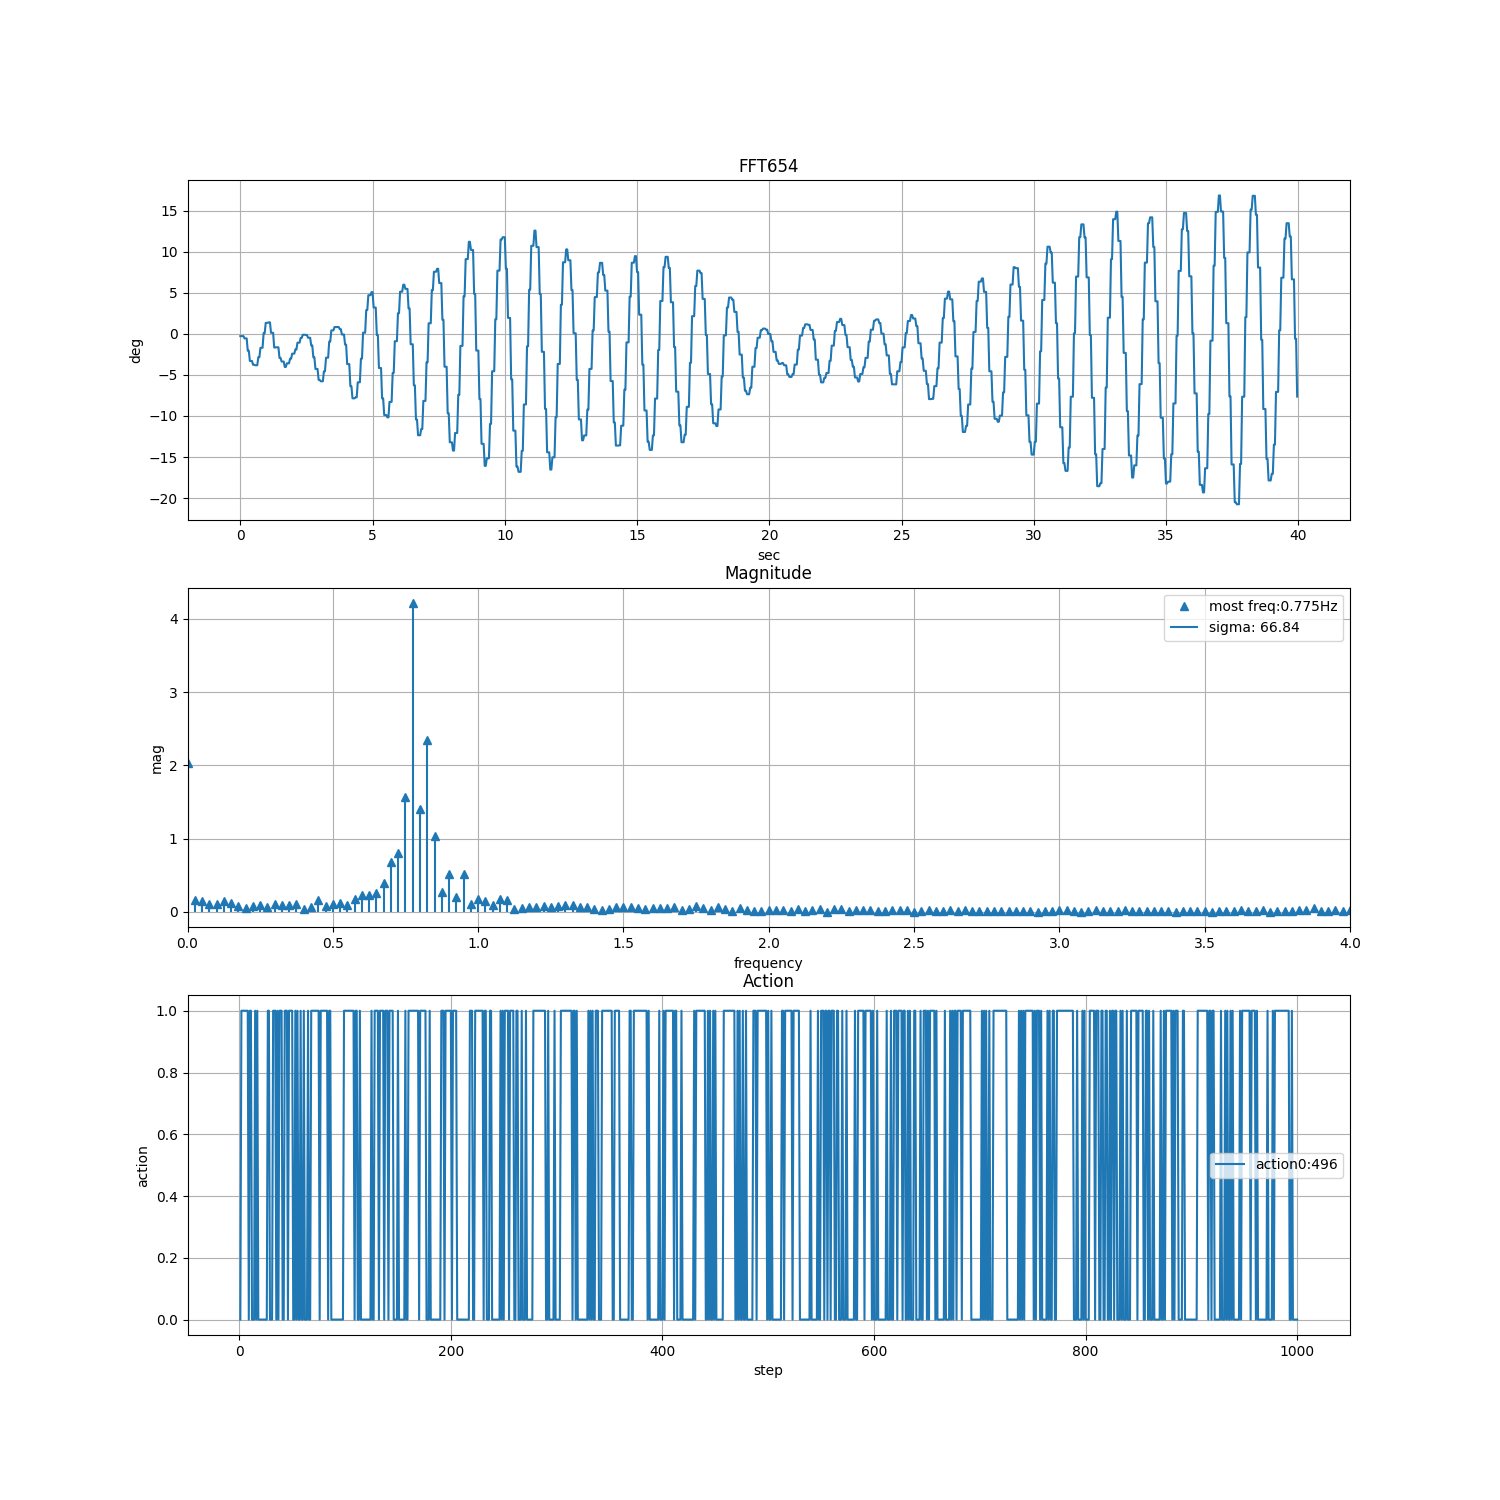 FFT654
deg
15
10
5
0
−5
−10
−15
−20
0 5 10 15 20 25 30 35 40
sec
Magnitude
most freq:0.775Hz
sigma: 66.84
mag
4
3
2
1
0
0.0 0.5 1.0 1.5 2.0 2.5 3.0 3.5 4.0
frequency
Action
action
1.0
0.8
0.6
0.4
0.2
0.0
action0:496
0 200 400 600 800 1000
step